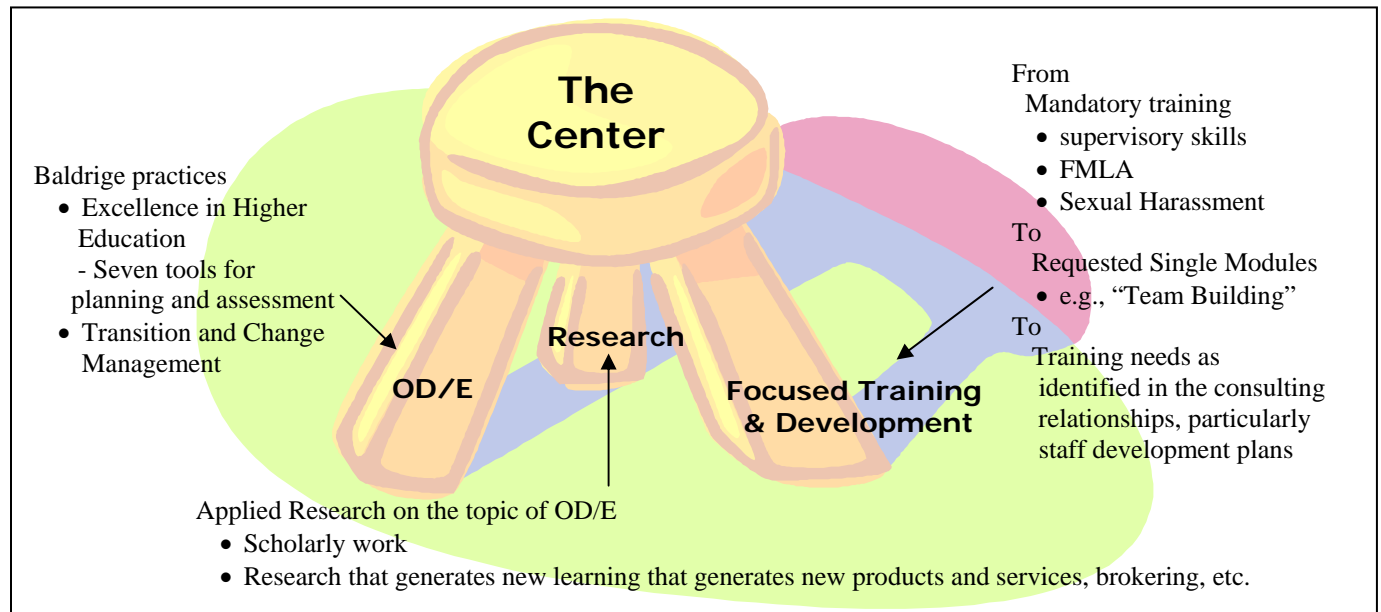 The
Center
Baldrige practices
• Excellence in Higher
Education
- Seven tools for
planning and assessment
• Transition and Change
Management
OD/E
Research
Focused Training
& Development
From
Mandatory training
• supervisory skills
• FMLA
• Sexual Harassment
To
Requested Single Modules
• e.g., “Team Building”
To
Training needs as
identified in the consulting
relationships, particularly
staff development plans
Applied Research on the topic of OD/E
• Scholarly work
• Research that generates new learning that generates new products and services, brokering, etc.